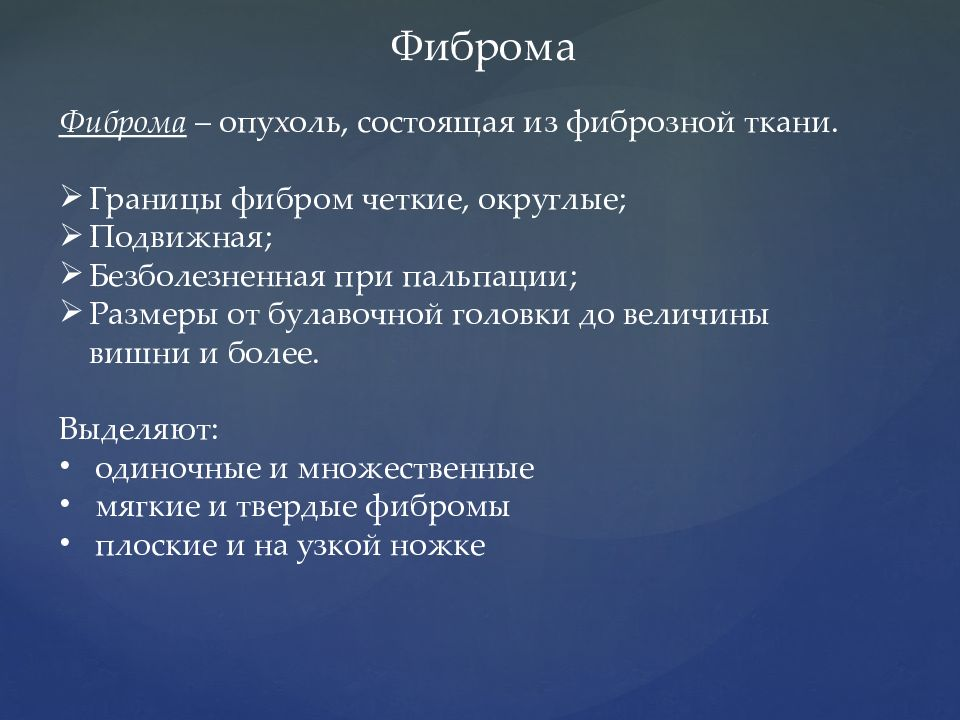 Фиброма
Фиброма – опухоль, состоящая из фиброзной ткани.
➢ Границы фибром четкие, округлые;
➢ Подвижная;
➢ Безболезненная при пальпации;
➢ Размеры от булавочной головки до величины
вишни и более.
Выделяют:
• одиночные и множественные
• мягкие и твердые фибромы
• плоские и на узкой ножке